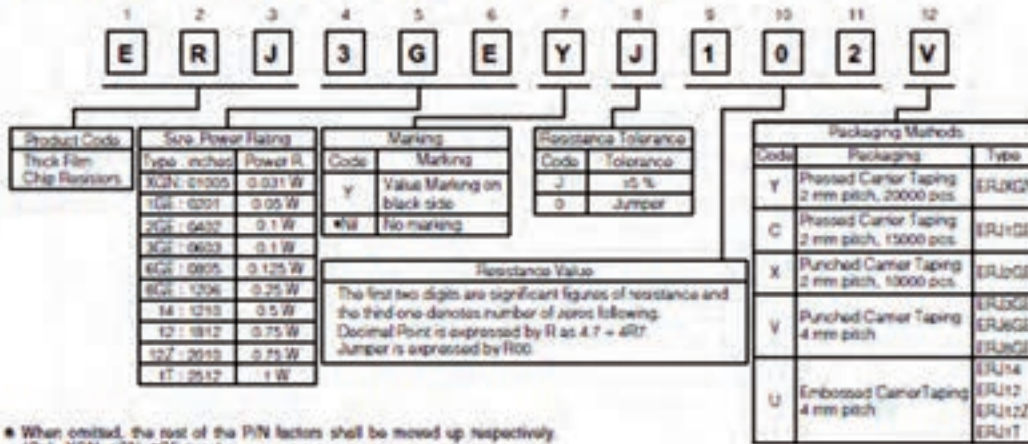 1 2 3 4 5 6 7 8 9 10 11 12
E R J 3 G E Y J 1 0 2 V
Product Code
Thick Film
Chip Resistors
Size, Power Rating
Type : inches Power R.
XGN: 01005 0.031 W
1GE : 0201 0.05 W
2GE : 0402 0.1 W
3GE : 0603 0.1 W
6GE : 0805 0.125 W
8GE : 1206 0.25 W
14 : 1210 0.5 W
12 : 1812 0.75 W
12Z : 2010 0.75 W
1T : 2512 1 W
Marking
Code Marking
Y Value Marking on
black side
No marking
Resistance Tolerance
Code Tolerance
J ±5 %
0 Jumper
Resistance Value
The first two digits are significant figures of resistance and
the third one denotes number of zeros following.
Decimal Point is expressed by R as 4.7 = 4R7.
Jumper is expressed by R00.
Packaging Methods
Code Packaging Type
Y Pressed Carrier Taping
2 mm pitch, 20000 pcs.
C Pressed Carrier Taping
2 mm pitch, 15000 pcs.
X Punched Carrier Taping
2 mm pitch, 10000 pcs.
V Punched Carrier Taping
4 mm pitch
U Embossed CarrierTaping
4 mm pitch
ERJ14
ERJ12
ERJ12Z
ERJ1T
● When omitted, the rest of the P/N factors shall be moved up respectively.